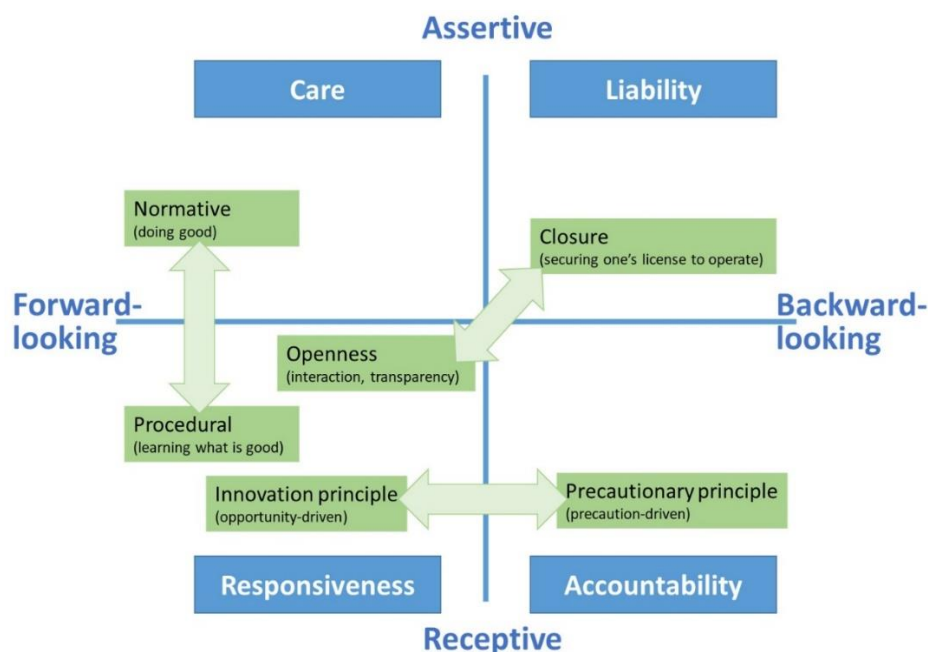 Assertive
Care
Liability
Normative
(doing good)
Closure
(securing one's license to operate)
Forward-
looking
Backward-
looking
Openness
(interaction, transparency)
Procedural
(learning what is good)
Innovation principle
(opportunity-driven)
Precautionary principle
(precaution-driven)
Responsiveness
Accountability
Receptive